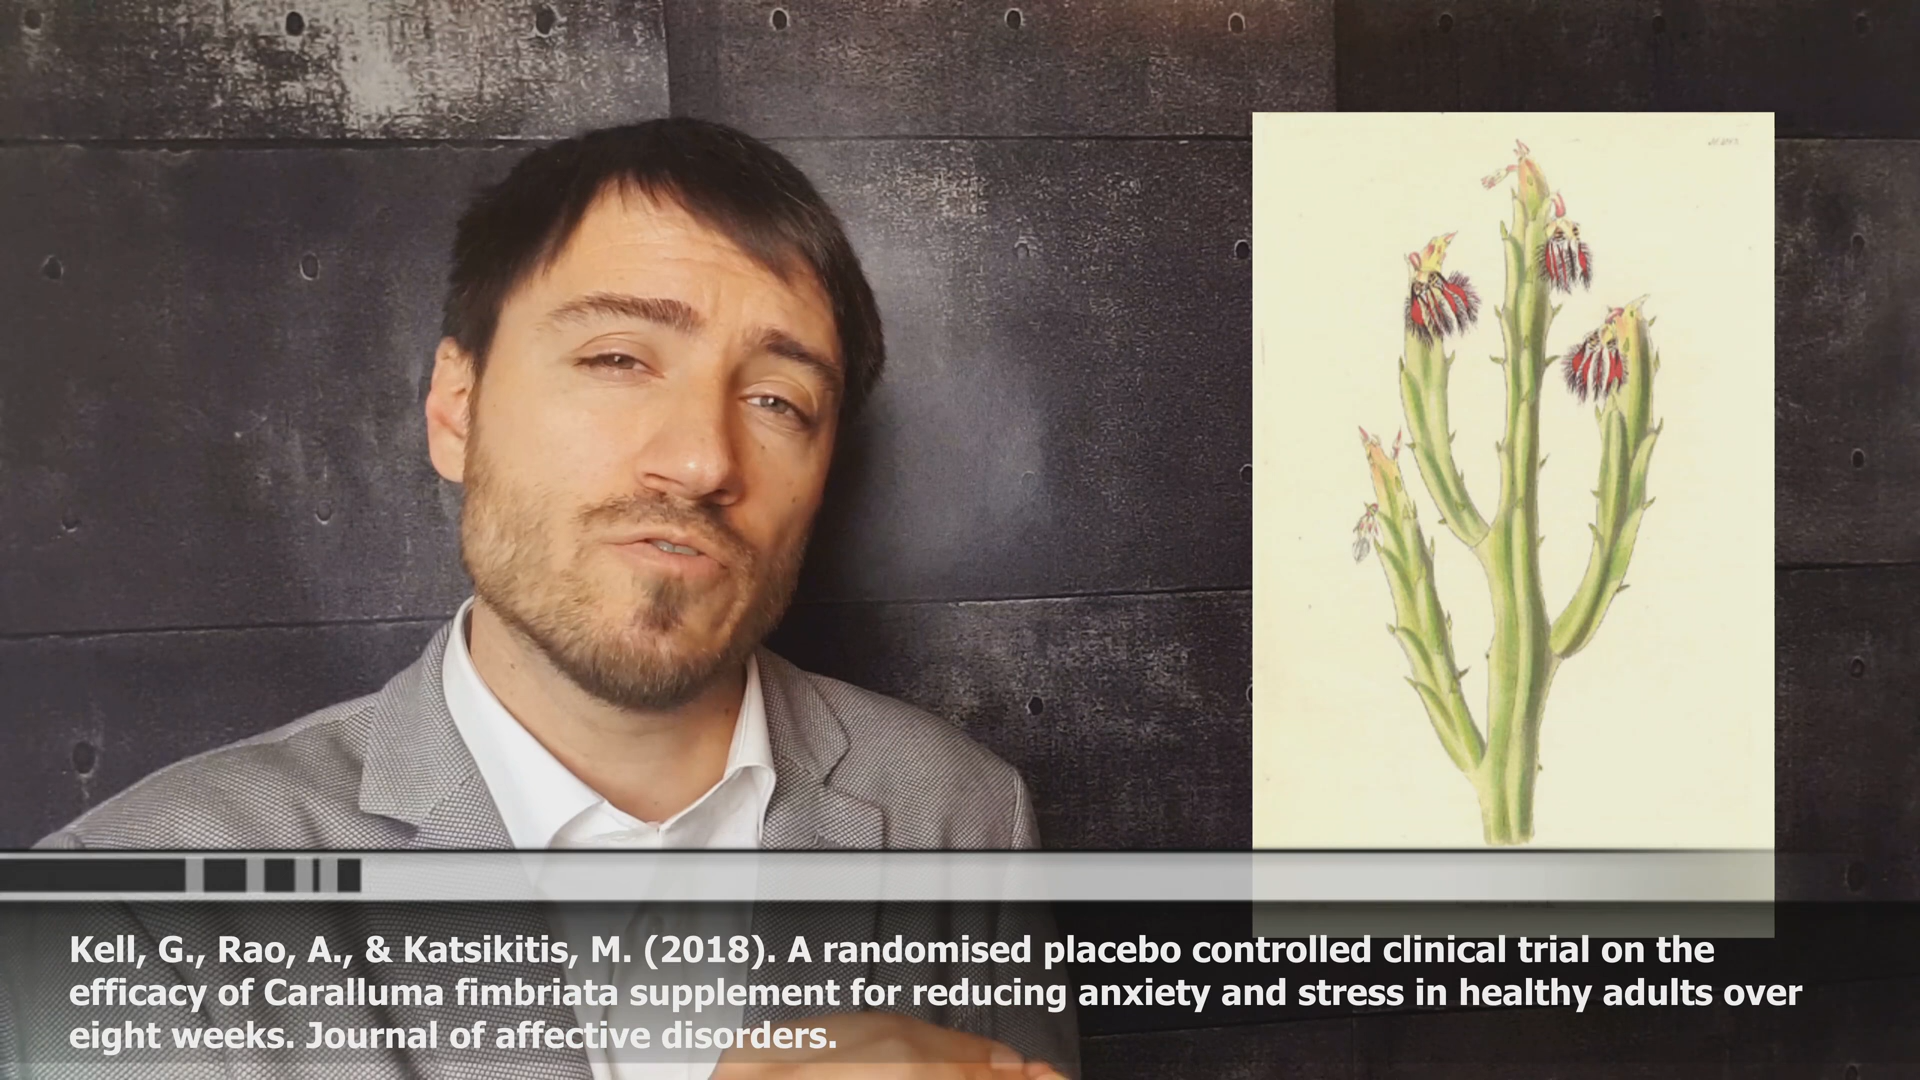 Kell, G., Rao, A., & Katsikitis, M. (2018). A randomised placebo controlled clinical trial on the
efficacy of Caralluma fimbriata supplement for reducing anxiety and stress in healthy adults over
eight weeks. Journal of affective disorders.